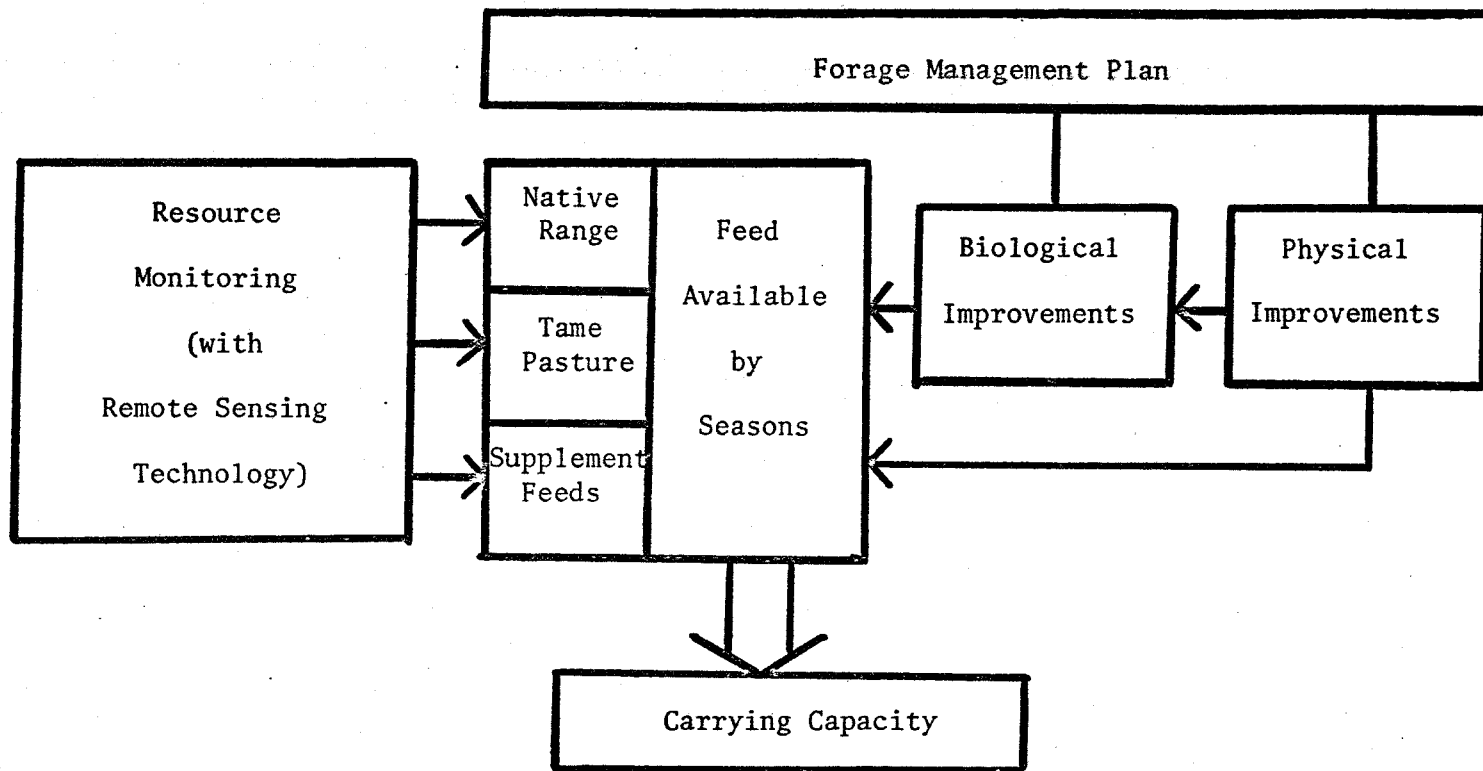 Forage Management Plan
Resource
Monitoring
(with
Remote Sensing
Technology)
Native
Range
Tame
Pasture
Supplement
Feeds
Feed
Available
by
Seasons
Biological
Improvements
Physical
Improvements
Carrying Capacity